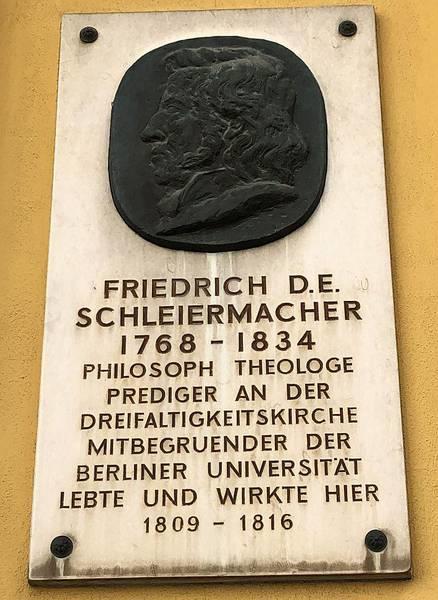 FRIEDRICH D.E.
SCHLEIERMACHER
1768 – 1834
PHILOSOPH THEOLOGE
PREDIGER AN DER
DREIFALTIGKEITSKIRCHE
MITBEGRUENDER DER
BERLINER UNIVERSITÄT
LEBTE UND WIRKTE HIER
1809 – 1816